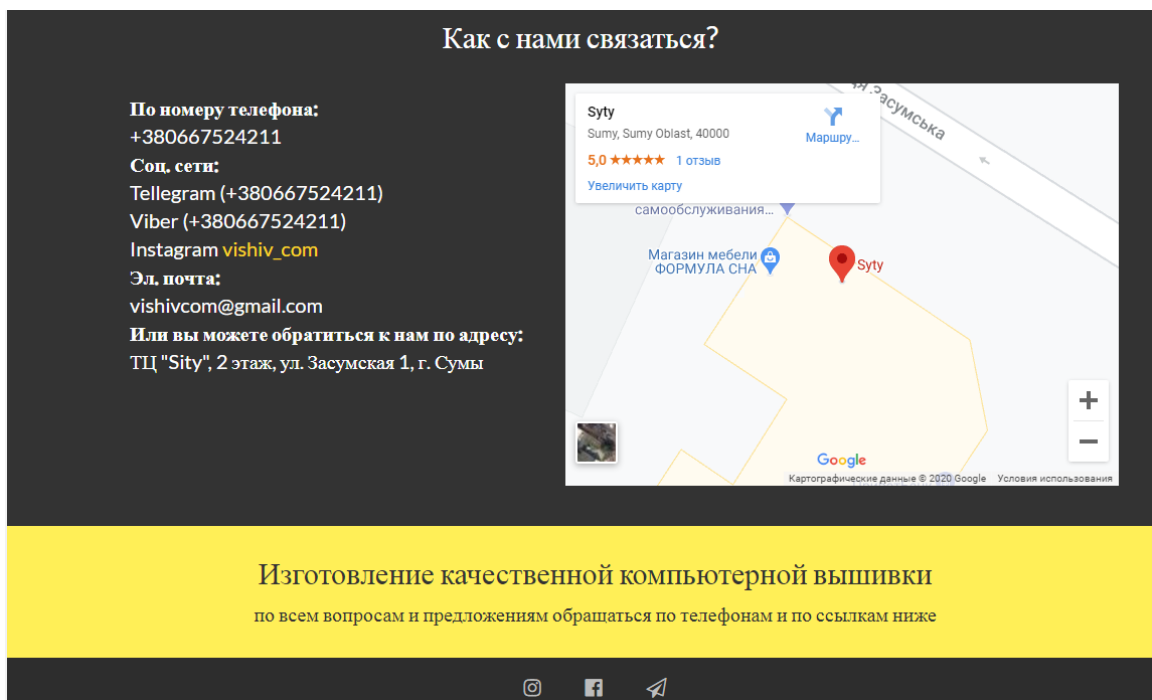 Как с нами связаться?
По номеру телефона:
+380667524211
Соц. сети:
Tellegram (+380667524211)
Viber (+380667524211)
Instagram vishiv_com
Эл. почта:
vishivcom@gmail.com
Или вы можете обратиться к нам по адресу:
ТЦ "Sity", 2 этаж, ул. Засумская 1, г. Сумы
Syty
Sumy, Sumy Oblast, 40000
5,0 ★★★★★ 1 отзыв
Увеличить карту
Маршру...
Засумська
самообслуживания...
Магазин мебели
ФОРМУЛА СНА
Syty
Google
Картографические данные © 2020 Google Условия использования
Изготовление качественной компьютерной вышивки
по всем вопросам и предложениям обращаться по телефонам и по ссылкам ниже